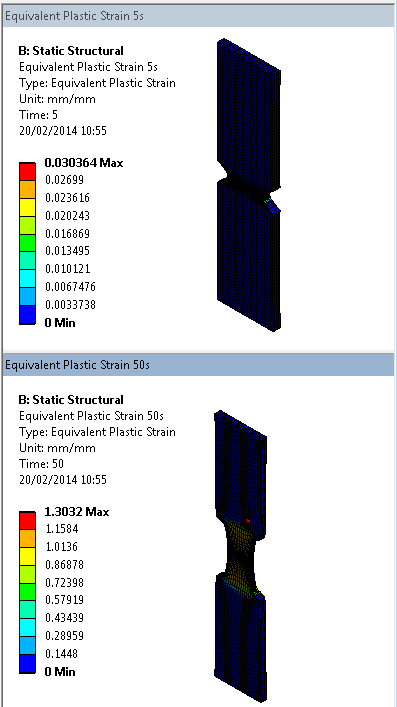 Equivalent Plastic Strain 5s
B: Static Structural
Equivalent Plastic Strain 5s
Type: Equivalent Plastic Strain
Unit: mm/mm
Time: 5
20/02/2014 10:55
0.030364 Max
0.02699
0.023616
0.020243
0.016869
0.013495
0.010121
0.0067476
0.0033738
0 Min
Equivalent Plastic Strain 50s
B: Static Structural
Equivalent Plastic Strain 50s
Type: Equivalent Plastic Strain
Unit: mm/mm
Time: 50
20/02/2014 10:55
1.3032 Max
1.1584
1.0136
0.86878
0.72398
0.57919
0.43439
0.28959
0.1448
0 Min